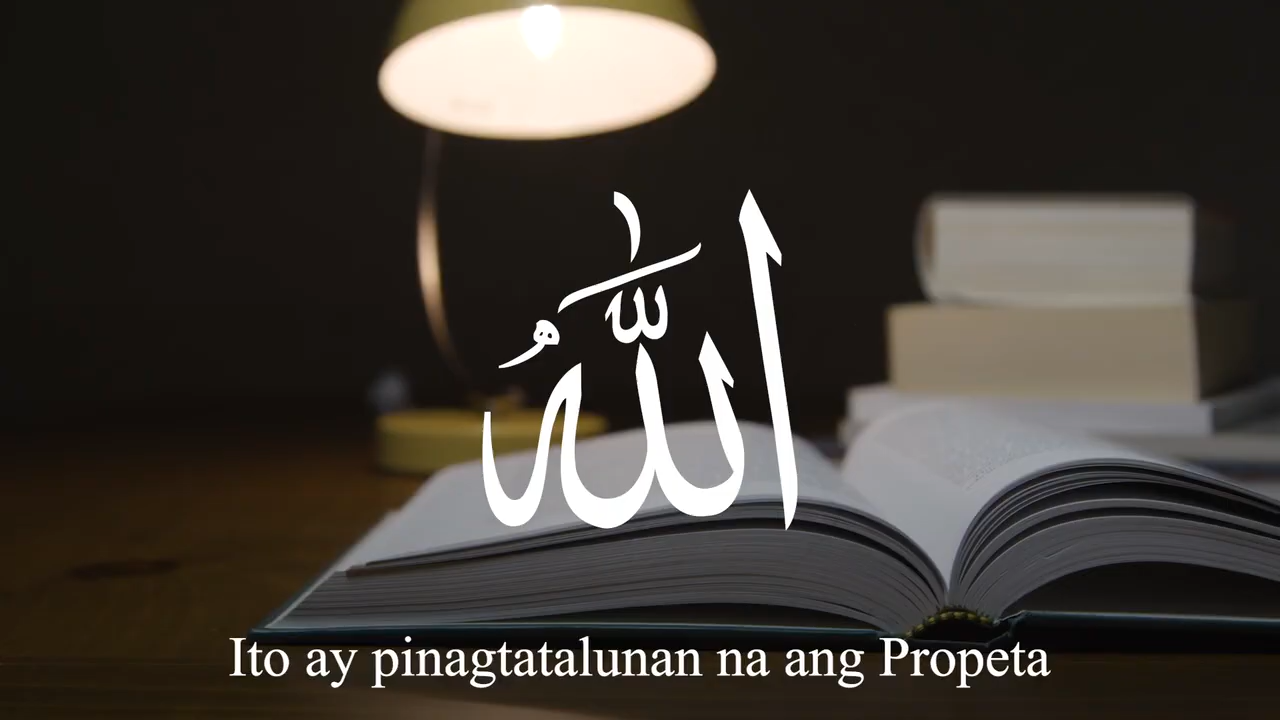 اللهُ
Ito ay pinagtatalunan na ang Propeta